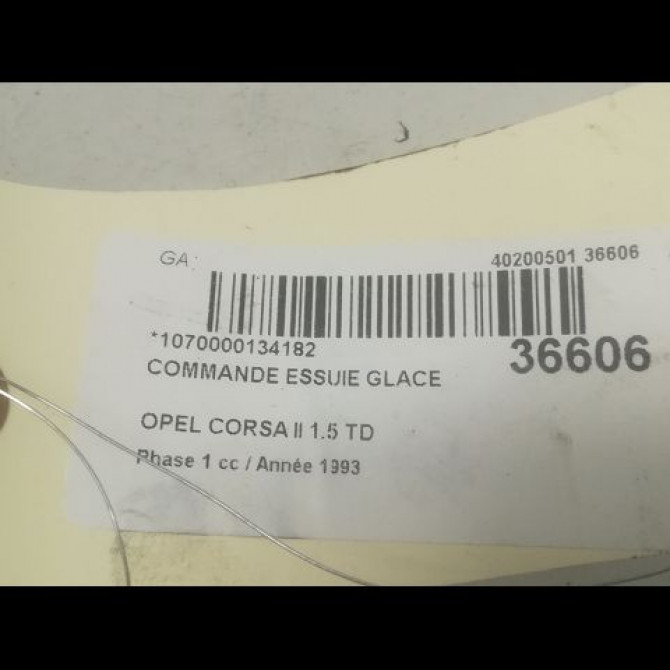 GA:
40200501 36606
*1070000134182
36606
COMMANDE ESSUIE GLACE
OPEL CORSA II 1.5 TD
Phase 1 cc / Année 1993